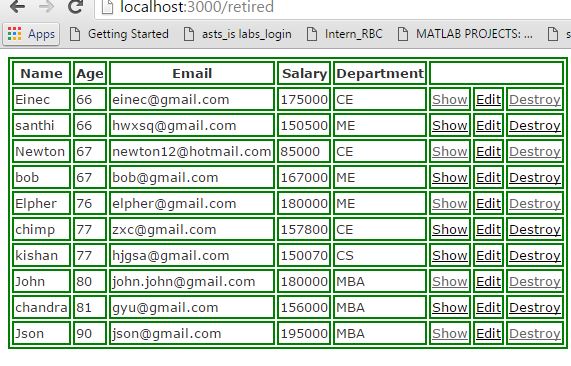 localhost:3000/retired
Apps Getting Started asts_is labs_login Intern_RBC MATLAB PROJECTS: ... s
Name Age Email Salary Department
Einec 66 einec@gmail.com 175000 CE Show Edit Destroy
santhi 66 hwxsq@gmail.com 150500 ME Show Edit Destroy
Newton 67 newton12@hotmail.com 85000 CE Show Edit Destroy
bob 67 bob@gmail.com 167000 ME Show Edit Destroy
Elpher 76 elpher@gmail.com 180000 ME Show Edit Destroy
chimp 77 zxc@gmail.com 157800 CE Show Edit Destroy
kishan 77 hjgsa@gmail.com 150070 CS Show Edit Destroy
John 80 john.john@gmail.com 180000 MBA Show Edit Destroy
chandra 81 gyu@gmail.com 156000 MBA Show Edit Destroy
Json 90 json@gmail.com 195000 MBA Show Edit Destroy